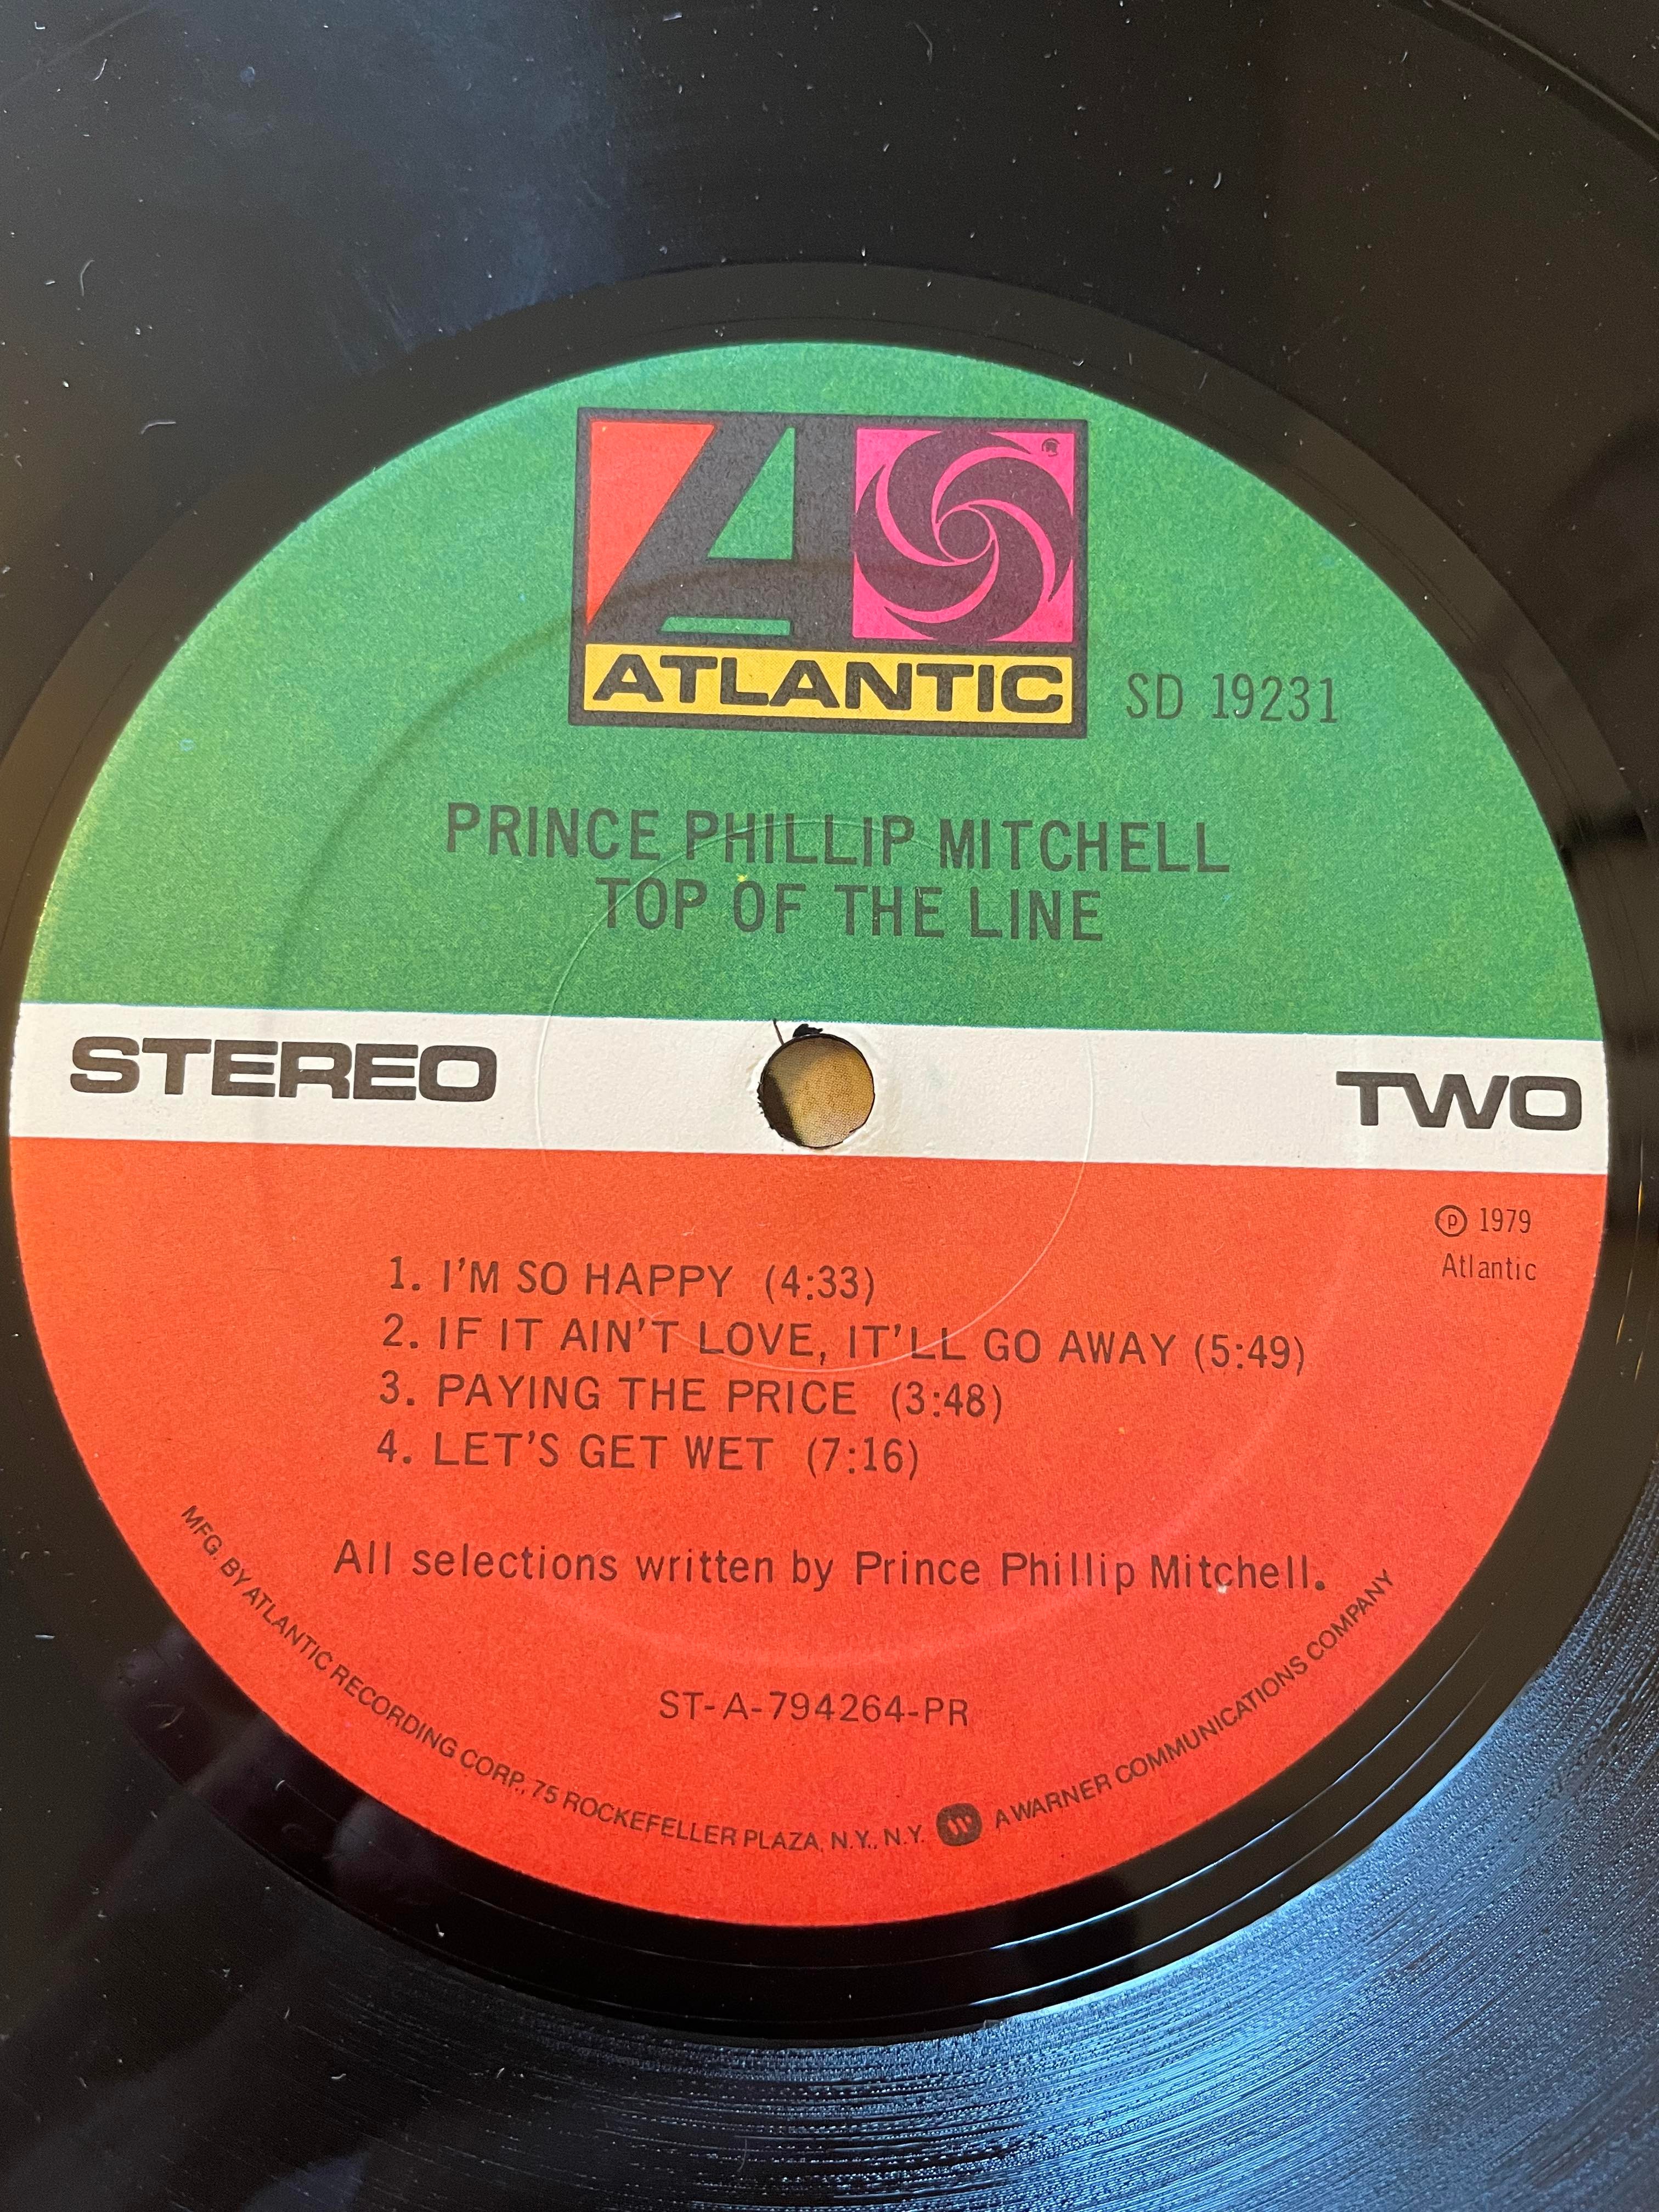 ATLANTIC
SD 19231
PRINCE PHILLIP MITCHELL
TOP OF THE LINE
STEREO
TWO
℗ 1979
Atlantic
1. I'M SO HAPPY (4:33)
2. IF IT AIN'T LOVE, IT'LL GO AWAY (5:49)
3. PAYING THE PRICE (3:48)
4. LET'S GET WET (7:16)
All selections written by Prince Phillip Mitchell.
ST-A-794264-PR
MFG. BY ATLANTIC RECORDING CORP., 75 ROCKEFELLER PLAZA, N.Y., N.Y. W A WARNER COMMUNICATIONS COMPANY